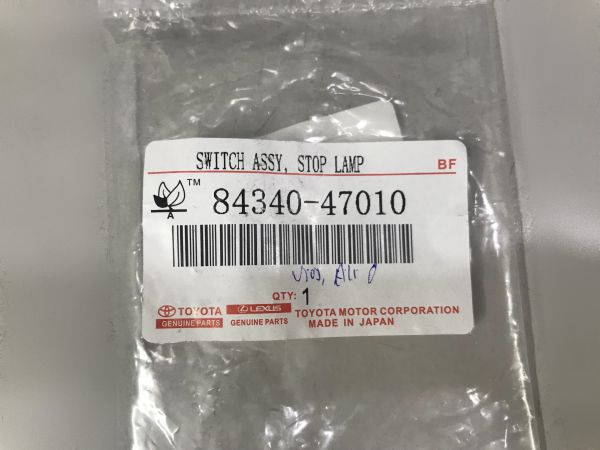 SWITCH ASSY, STOP LAMP BF
TM
A
84340-47010
QTY: 1
TOYOTA LEXUS TOYOTA MOTOR CORPORATION
GENUINE PARTS GENUINE PARTS MADE IN JAPAN